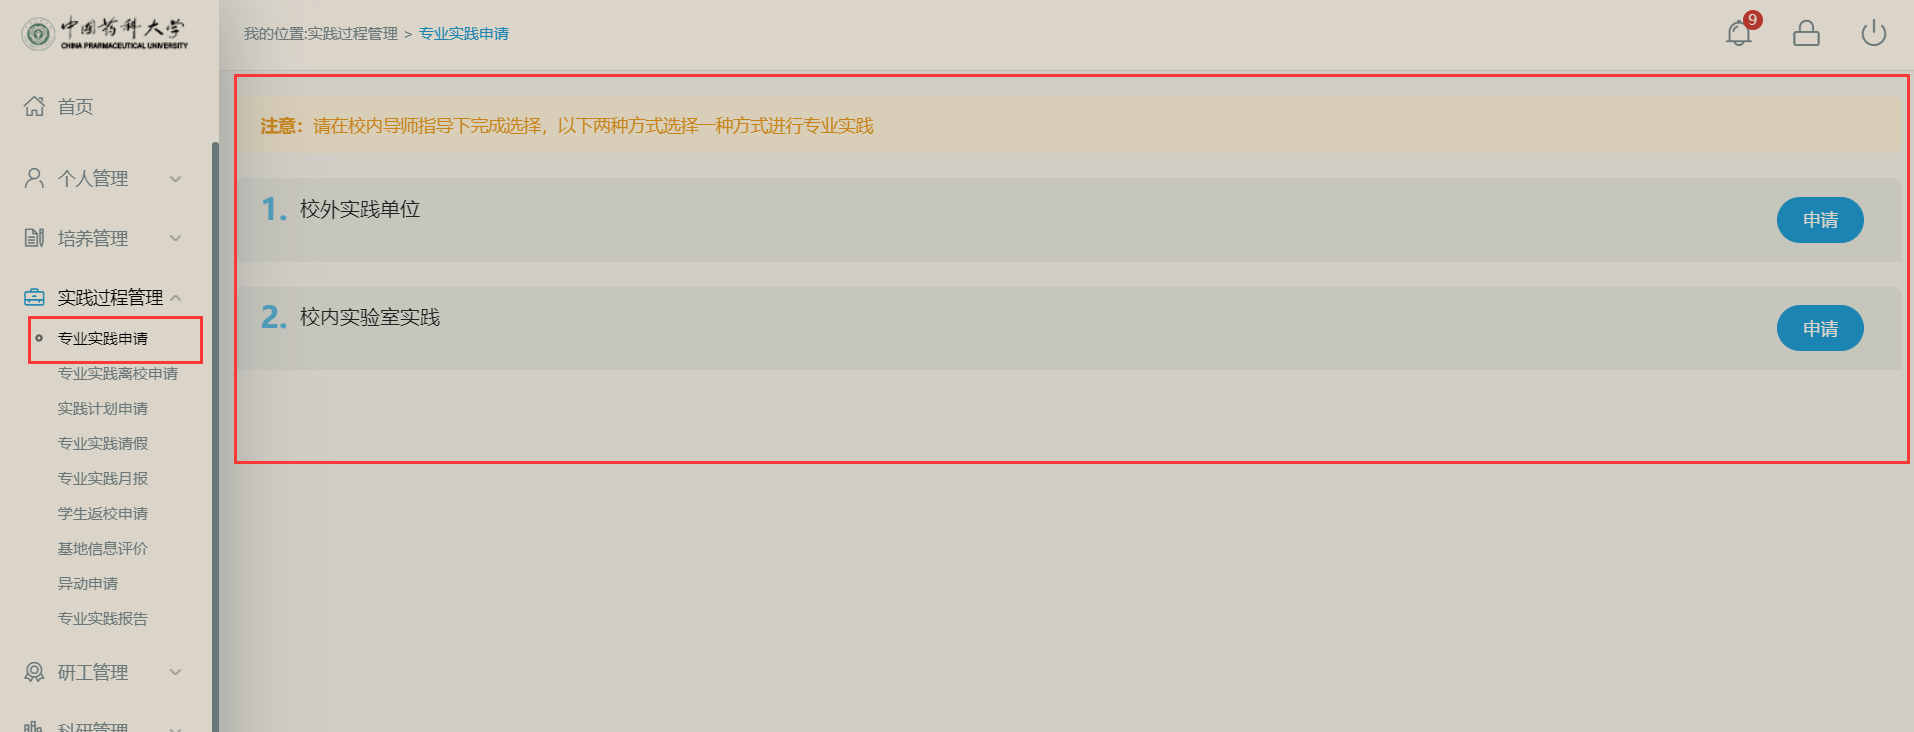 中国药科大学
CHINA PHARMACEUTICAL UNIVERSITY
我的位置:实践过程管理 > 专业实践申请
9
首页
个人管理
培养管理
实践过程管理
专业实践申请
专业实践离校申请
实践计划申请
专业实践请假
专业实践月报
学生返校申请
基地信息评价
异动申请
专业实践报告
研工管理
科研管理
注意：请在校内导师指导下完成选择，以下两种方式选择一种方式进行专业实践
1. 校外实践单位
申请
2. 校内实验室实践
申请